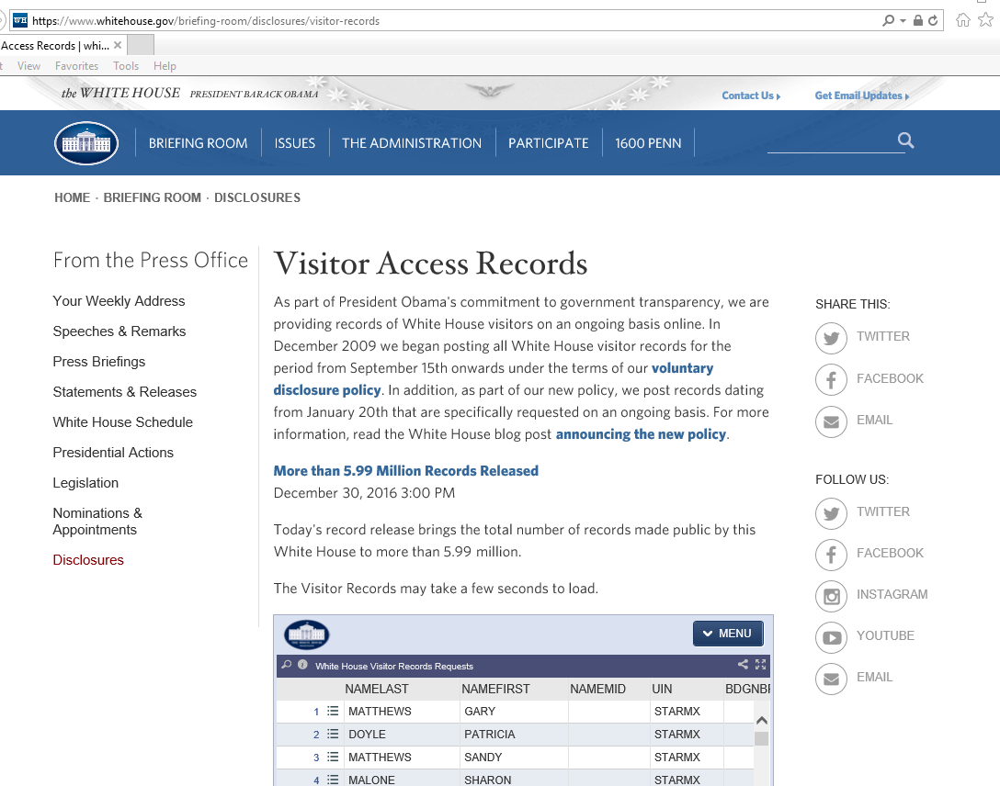 https://www.whitehouse.gov/briefing-room/disclosures/visitor-records
Access Records | whi...
t View Favorites Tools Help
the WHITE HOUSE PRESIDENT BARACK OBAMA
Contact Us Get Email Updates
BRIEFING ROOM ISSUES THE ADMINISTRATION PARTICIPATE 1600 PENN
HOME · BRIEFING ROOM · DISCLOSURES
From the Press Office
Your Weekly Address
Speeches & Remarks
Press Briefings
Statements & Releases
White House Schedule
Presidential Actions
Legislation
Nominations &
Appointments
Disclosures
Visitor Access Records
As part of President Obama's commitment to government transparency, we are
providing records of White House visitors on an ongoing basis online. In
December 2009 we began posting all White House visitor records for the
period from September 15th onwards under the terms of our voluntary
disclosure policy. In addition, as part of our new policy, we post records dating
from January 20th that are specifically requested on an ongoing basis. For more
information, read the White House blog post announcing the new policy.
More than 5.99 Million Records Released
December 30, 2016 3:00 PM
Today's record release brings the total number of records made public by this
White House to more than 5.99 million.
The Visitor Records may take a few seconds to load.
MENU
White House Visitor Records Requests
NAMELAST NAMEFIRST NAMEMID UIN BDGNBR
1 MATTHEWS GARY STARMX
2 DOYLE PATRICIA STARMX
3 MATTHEWS SANDY STARMX
4 MALONE SHARON STARMX
SHARE THIS:
TWITTER
FACEBOOK
EMAIL
FOLLOW US:
TWITTER
FACEBOOK
INSTAGRAM
YOUTUBE
EMAIL